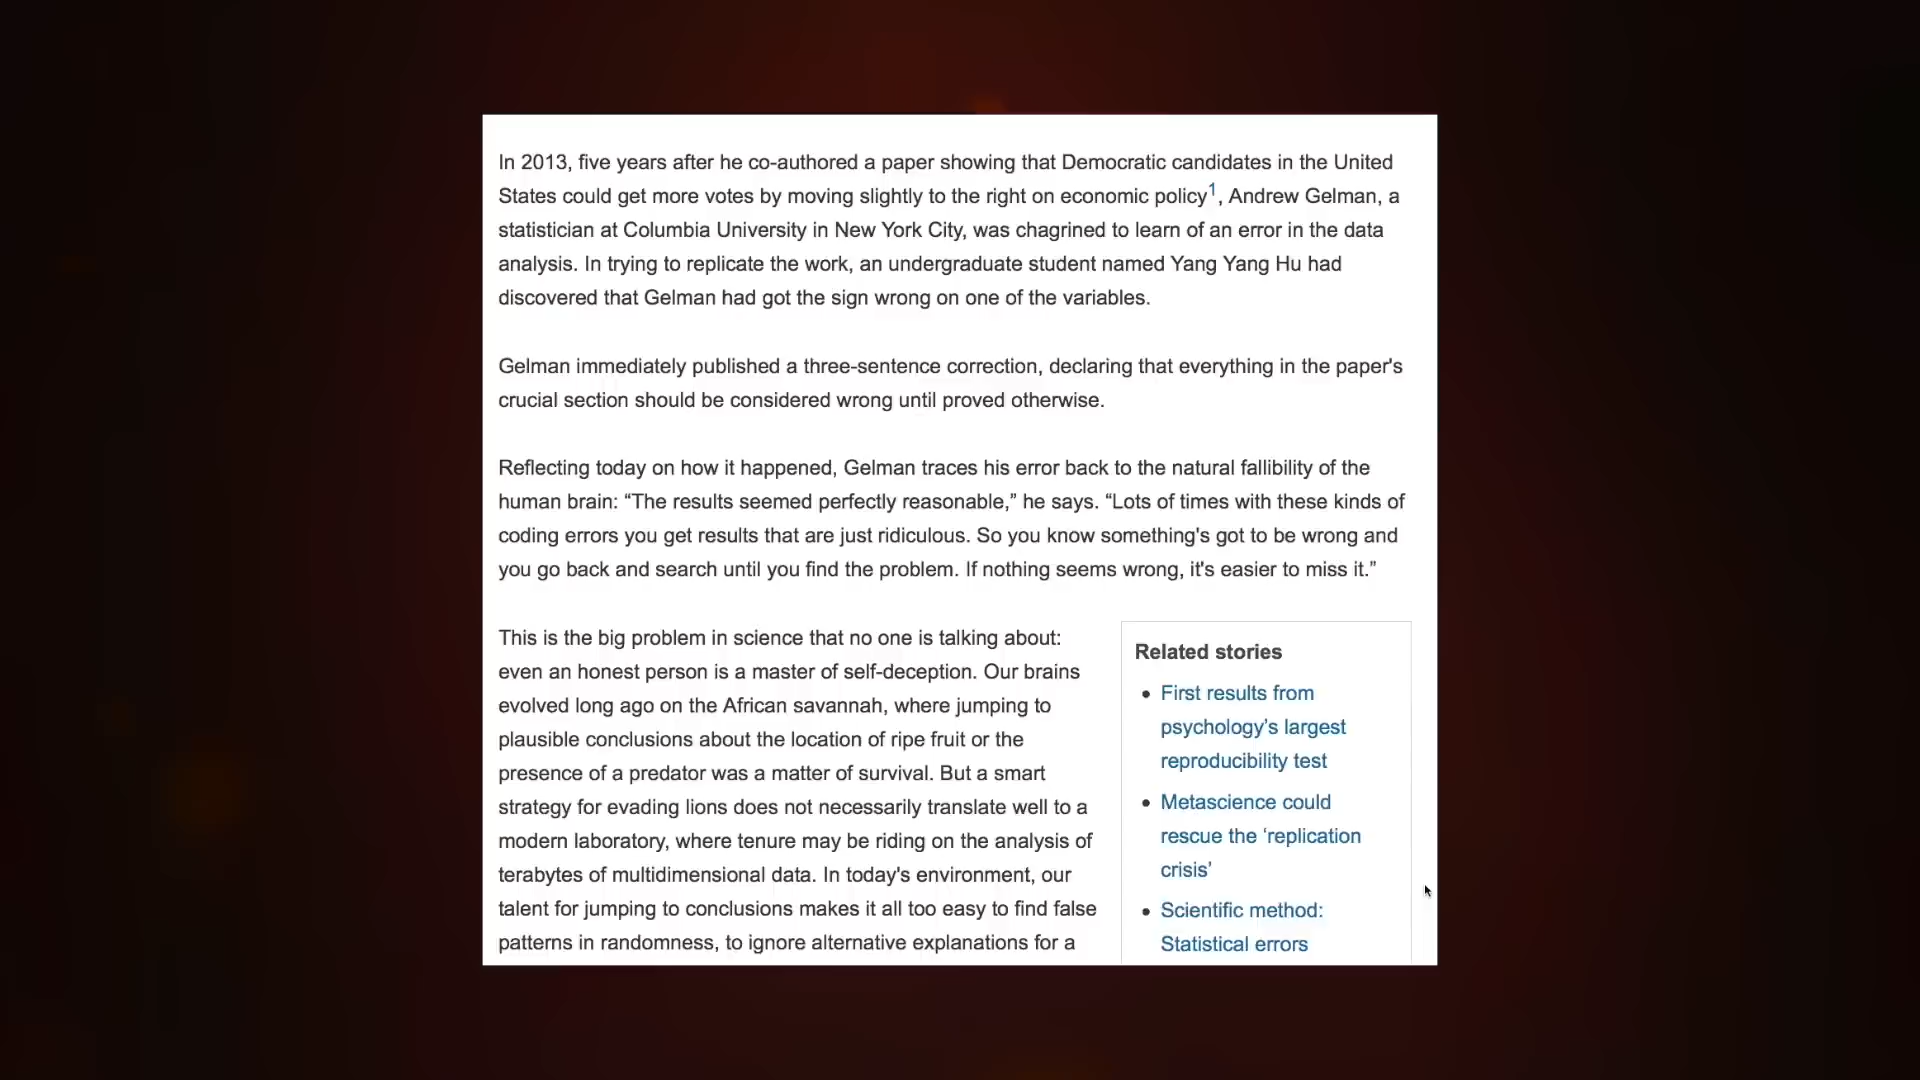 In 2013, five years after he co-authored a paper showing that Democratic candidates in the United
States could get more votes by moving slightly to the right on economic policy1, Andrew Gelman, a
statistician at Columbia University in New York City, was chagrined to learn of an error in the data
analysis. In trying to replicate the work, an undergraduate student named Yang Yang Hu had
discovered that Gelman had got the sign wrong on one of the variables.
Gelman immediately published a three-sentence correction, declaring that everything in the paper's
crucial section should be considered wrong until proved otherwise.
Reflecting today on how it happened, Gelman traces his error back to the natural fallibility of the
human brain: “The results seemed perfectly reasonable,” he says. “Lots of times with these kinds of
coding errors you get results that are just ridiculous. So you know something's got to be wrong and
you go back and search until you find the problem. If nothing seems wrong, it's easier to miss it.”
This is the big problem in science that no one is talking about:
even an honest person is a master of self-deception. Our brains
evolved long ago on the African savannah, where jumping to
plausible conclusions about the location of ripe fruit or the
presence of a predator was a matter of survival. But a smart
strategy for evading lions does not necessarily translate well to a
modern laboratory, where tenure may be riding on the analysis of
terabytes of multidimensional data. In today's environment, our
talent for jumping to conclusions makes it all too easy to find false
patterns in randomness, to ignore alternative explanations for a
Related stories
• First results from
psychology’s largest
reproducibility test
• Metascience could
rescue the ‘replication
crisis’
• Scientific method:
Statistical errors